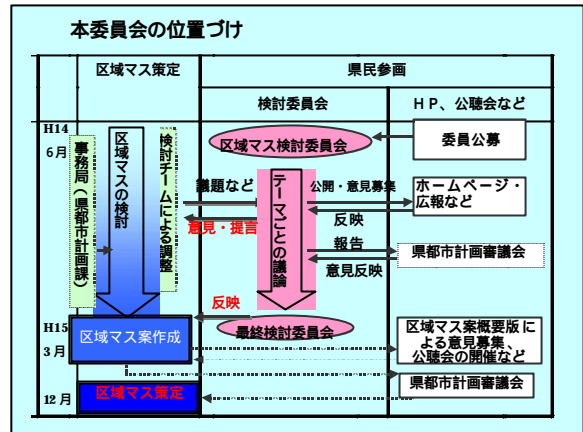 本委員会の位置づけ
区域マス策定
県民参画
検討委員会
HP、公聴会など
H14
6月
事務局（県都市計画課）
区域マスの検討
検討チームによる調整
区域マス検討委員会
委員公募
議題など
意見・提言
テーマごとの議論
公開・意見募集
反映
ホームページ・
広報など
報告
意見反映
県都市計画審議会
反映
H15
3月
区域マス案作成
最終検討委員会
区域マス案概要版による意見募集、
公聴会の開催など
県都市計画審議会
12月
区域マス策定